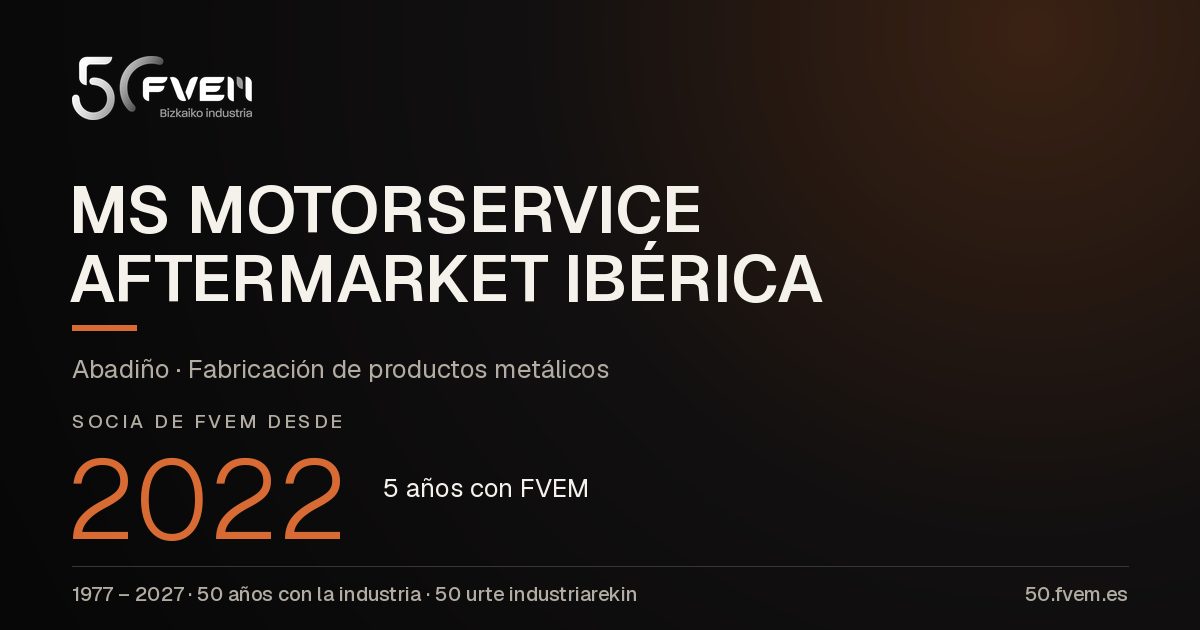 50 FVEM
Bizkaiko industria
MS MOTORSERVICE
AFTERMARKET IBÉRICA
Abadiño · Fabricación de productos metálicos
SOCIA DE FVEM DESDE
2022
5 años con FVEM
1977 – 2027 · 50 años con la industria · 50 urte industriarekin
50.fvem.es